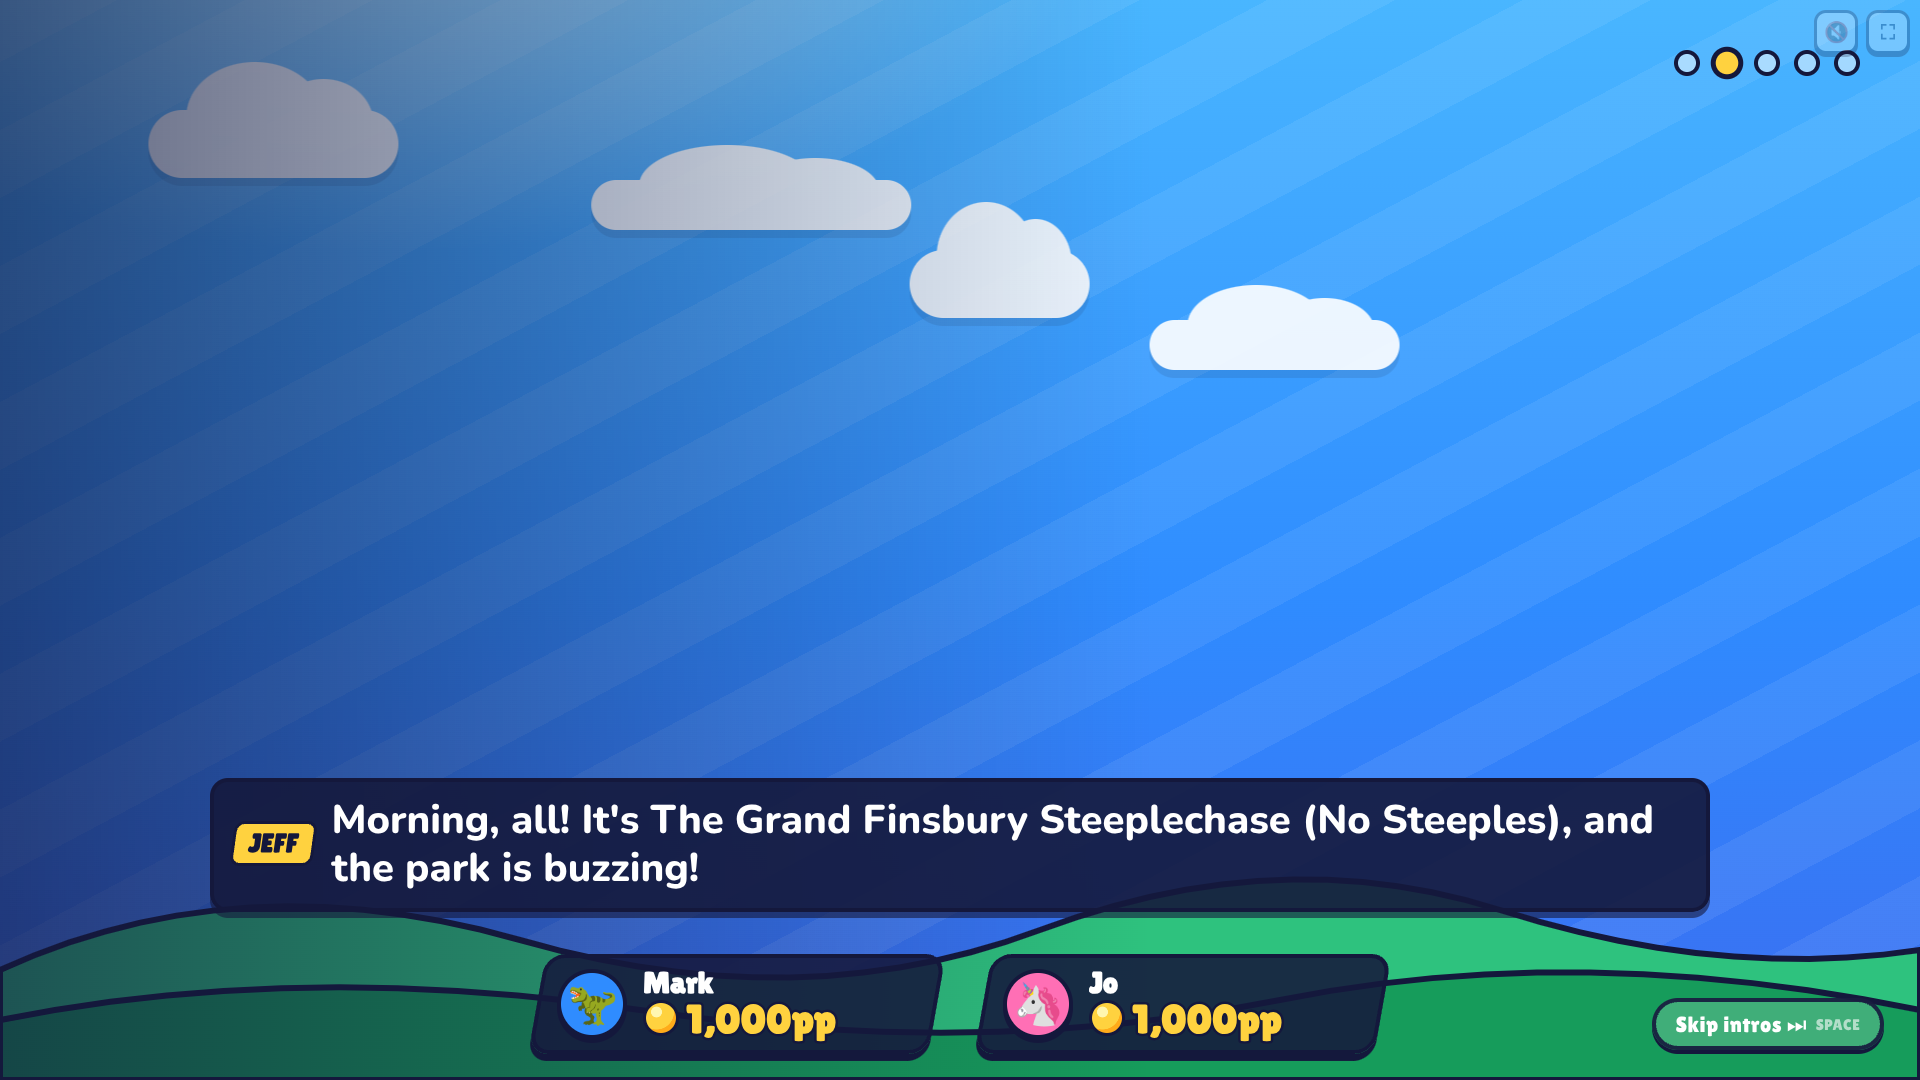 JEFF
Morning, all! It's The Grand Finsbury Steeplechase (No Steeples), and
the park is buzzing!
Mark
1,000pp
Jo
1,000pp
Skip intros SPACE